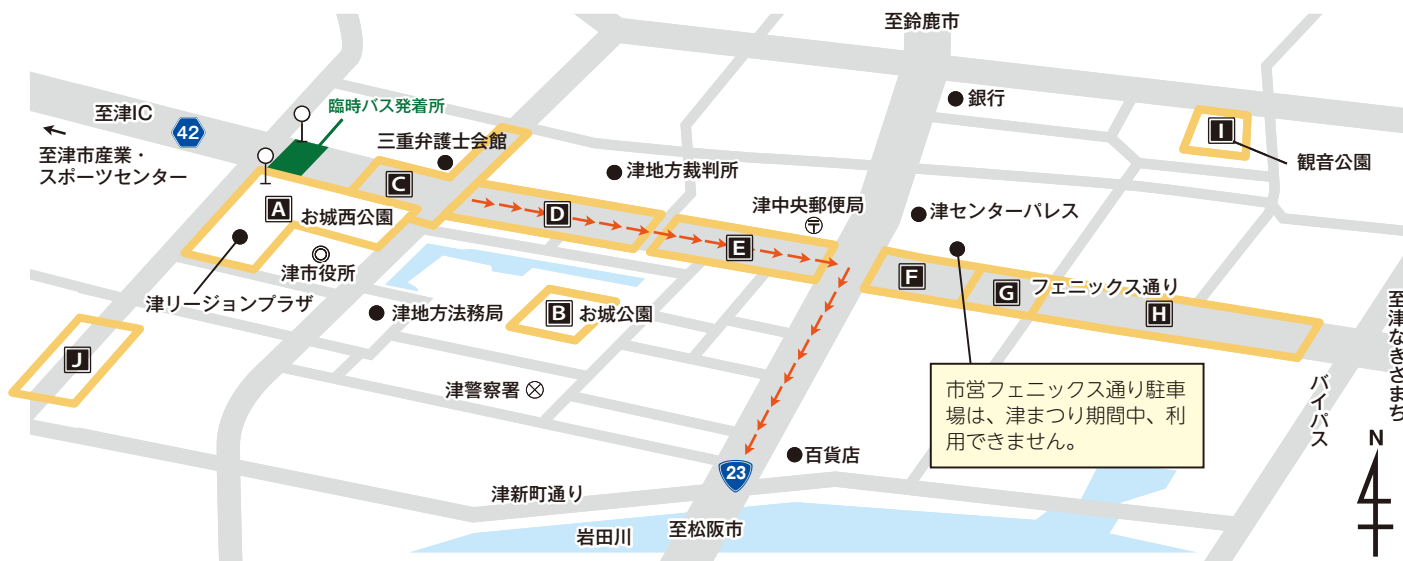 至鈴鹿市
銀行
至津IC
42
臨時バス発着所
三重弁護士会館
I
至津市産業・
スポーツセンター
観音公園
津地方裁判所
C
A
お城西公園
D
津中央郵便局
〒
津センターパレス
E
津市役所
F
G
フェニックス通り
H
津リージョンプラザ
津地方法務局
B
お城公園
至津なぎさまち
J
津警察署
市営フェニックス通り駐車
場は、津まつり期間中、利
用できません。
バイパス
N
百貨店
23
津新町通り
岩田川
至松阪市